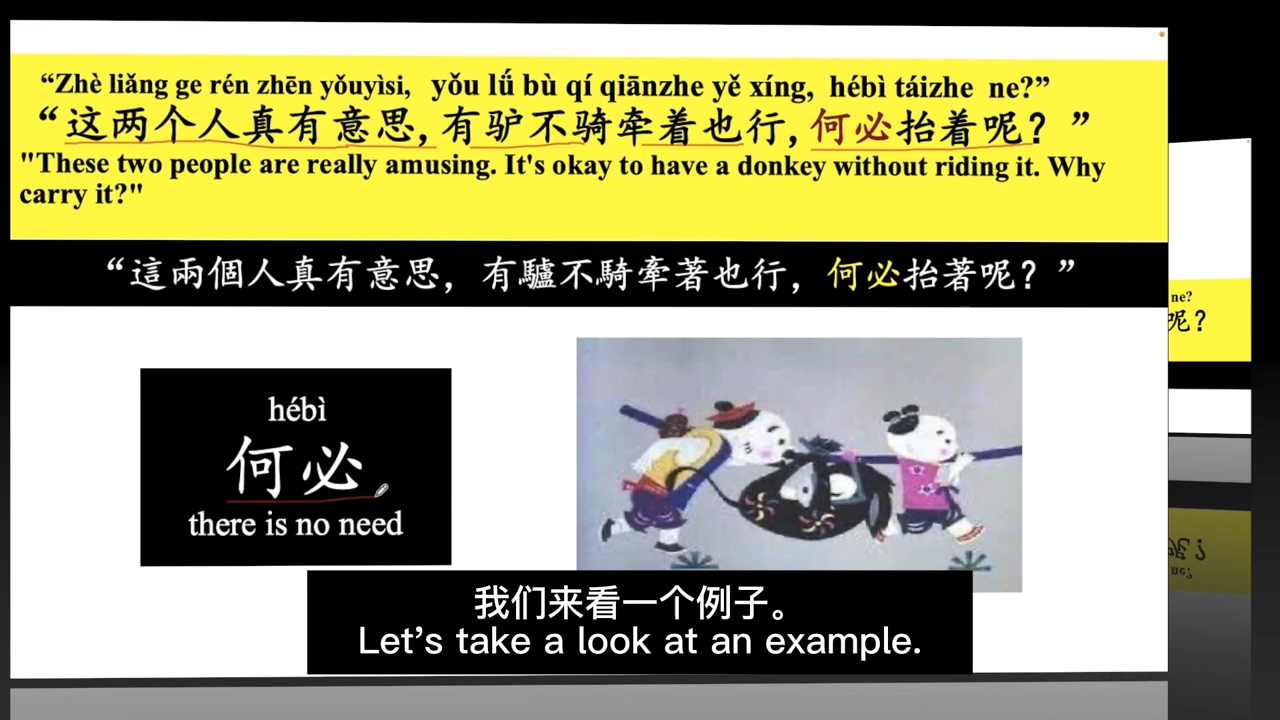 “Zhè liǎng ge rén zhēn yǒuyìsi, yǒu lǘ bù qí qiānzhe yě xíng, hébì táizhe ne?”
“这两个人真有意思,有驴不骑牵着也行,何必抬着呢？”
"These two people are really amusing. It's okay to have a donkey without riding it. Why
carry it?"
“這兩個人真有意思，有驢不騎牽著也行，何必抬著呢？”
hébì
何必
there is no need
ne?
呢？
我们来看一个例子。
Let's take a look at an example.